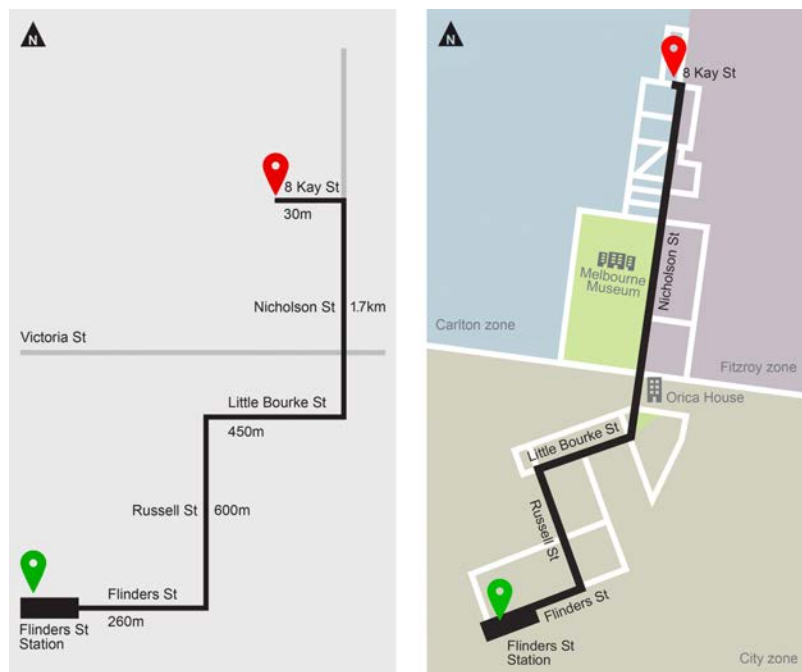 N
8 Kay St
30m
Nicholson St
1.7km
Victoria St
Little Bourke St
450m
Russell St
600m
Flinders St
260m
Flinders St
Station
N
8 Kay St
Nicholson St
Melbourne
Museum
Carlton zone
Fitzroy zone
Orica House
Little Bourke St
Russell St
Flinders St
Flinders St
Station
City zone